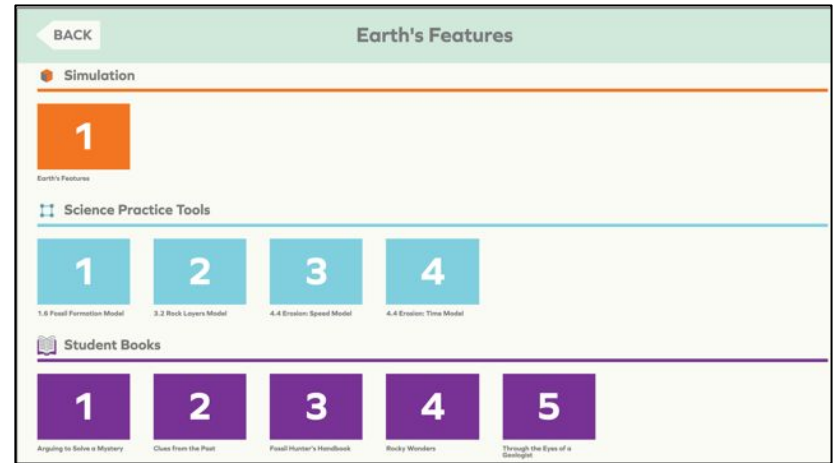 BACK
Earth's Features
Simulation
1
Earth's Features
Science Practice Tools
1 2 3 4
1.6 Fossil Formation Model 3.2 Rock Layers Model 4.4 Erosion: Speed Model 4.4 Erosion: Time Model
Student Books
1 2 3 4 5
Arguing to Solve a Mystery Clues from the Past Fossil Hunter's Handbook Rocky Wonders Through the Eyes of a
Geologist